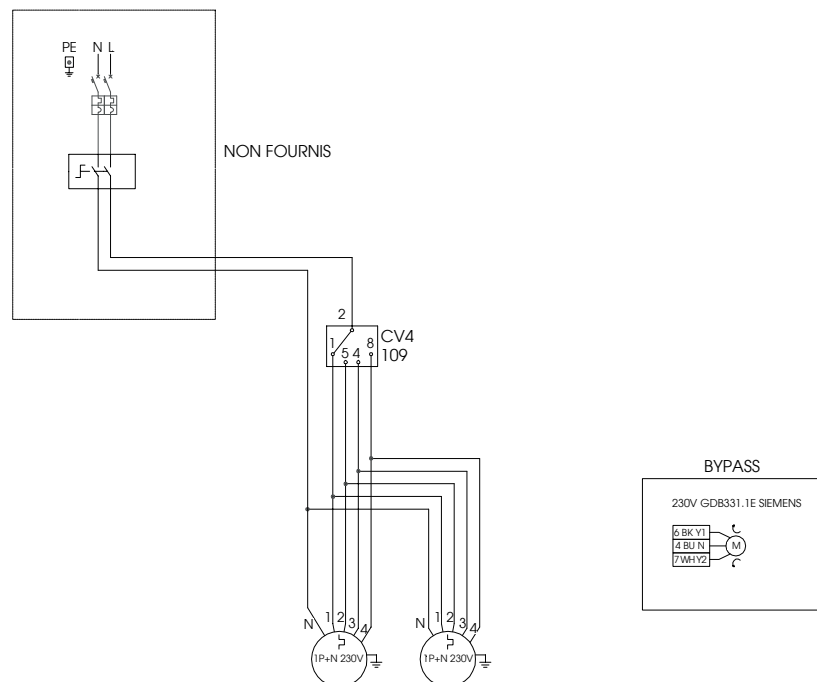 PE N L
NON FOURNIS
2
CV4
109
1 5 4 8
BYPASS
230V GDB331.1E SIEMENS
6 BK Y1
4 BU N
7 WH Y2
M
N 1 2 3 4
N 1 2 3 4
1P+N 230V
1P+N 230V